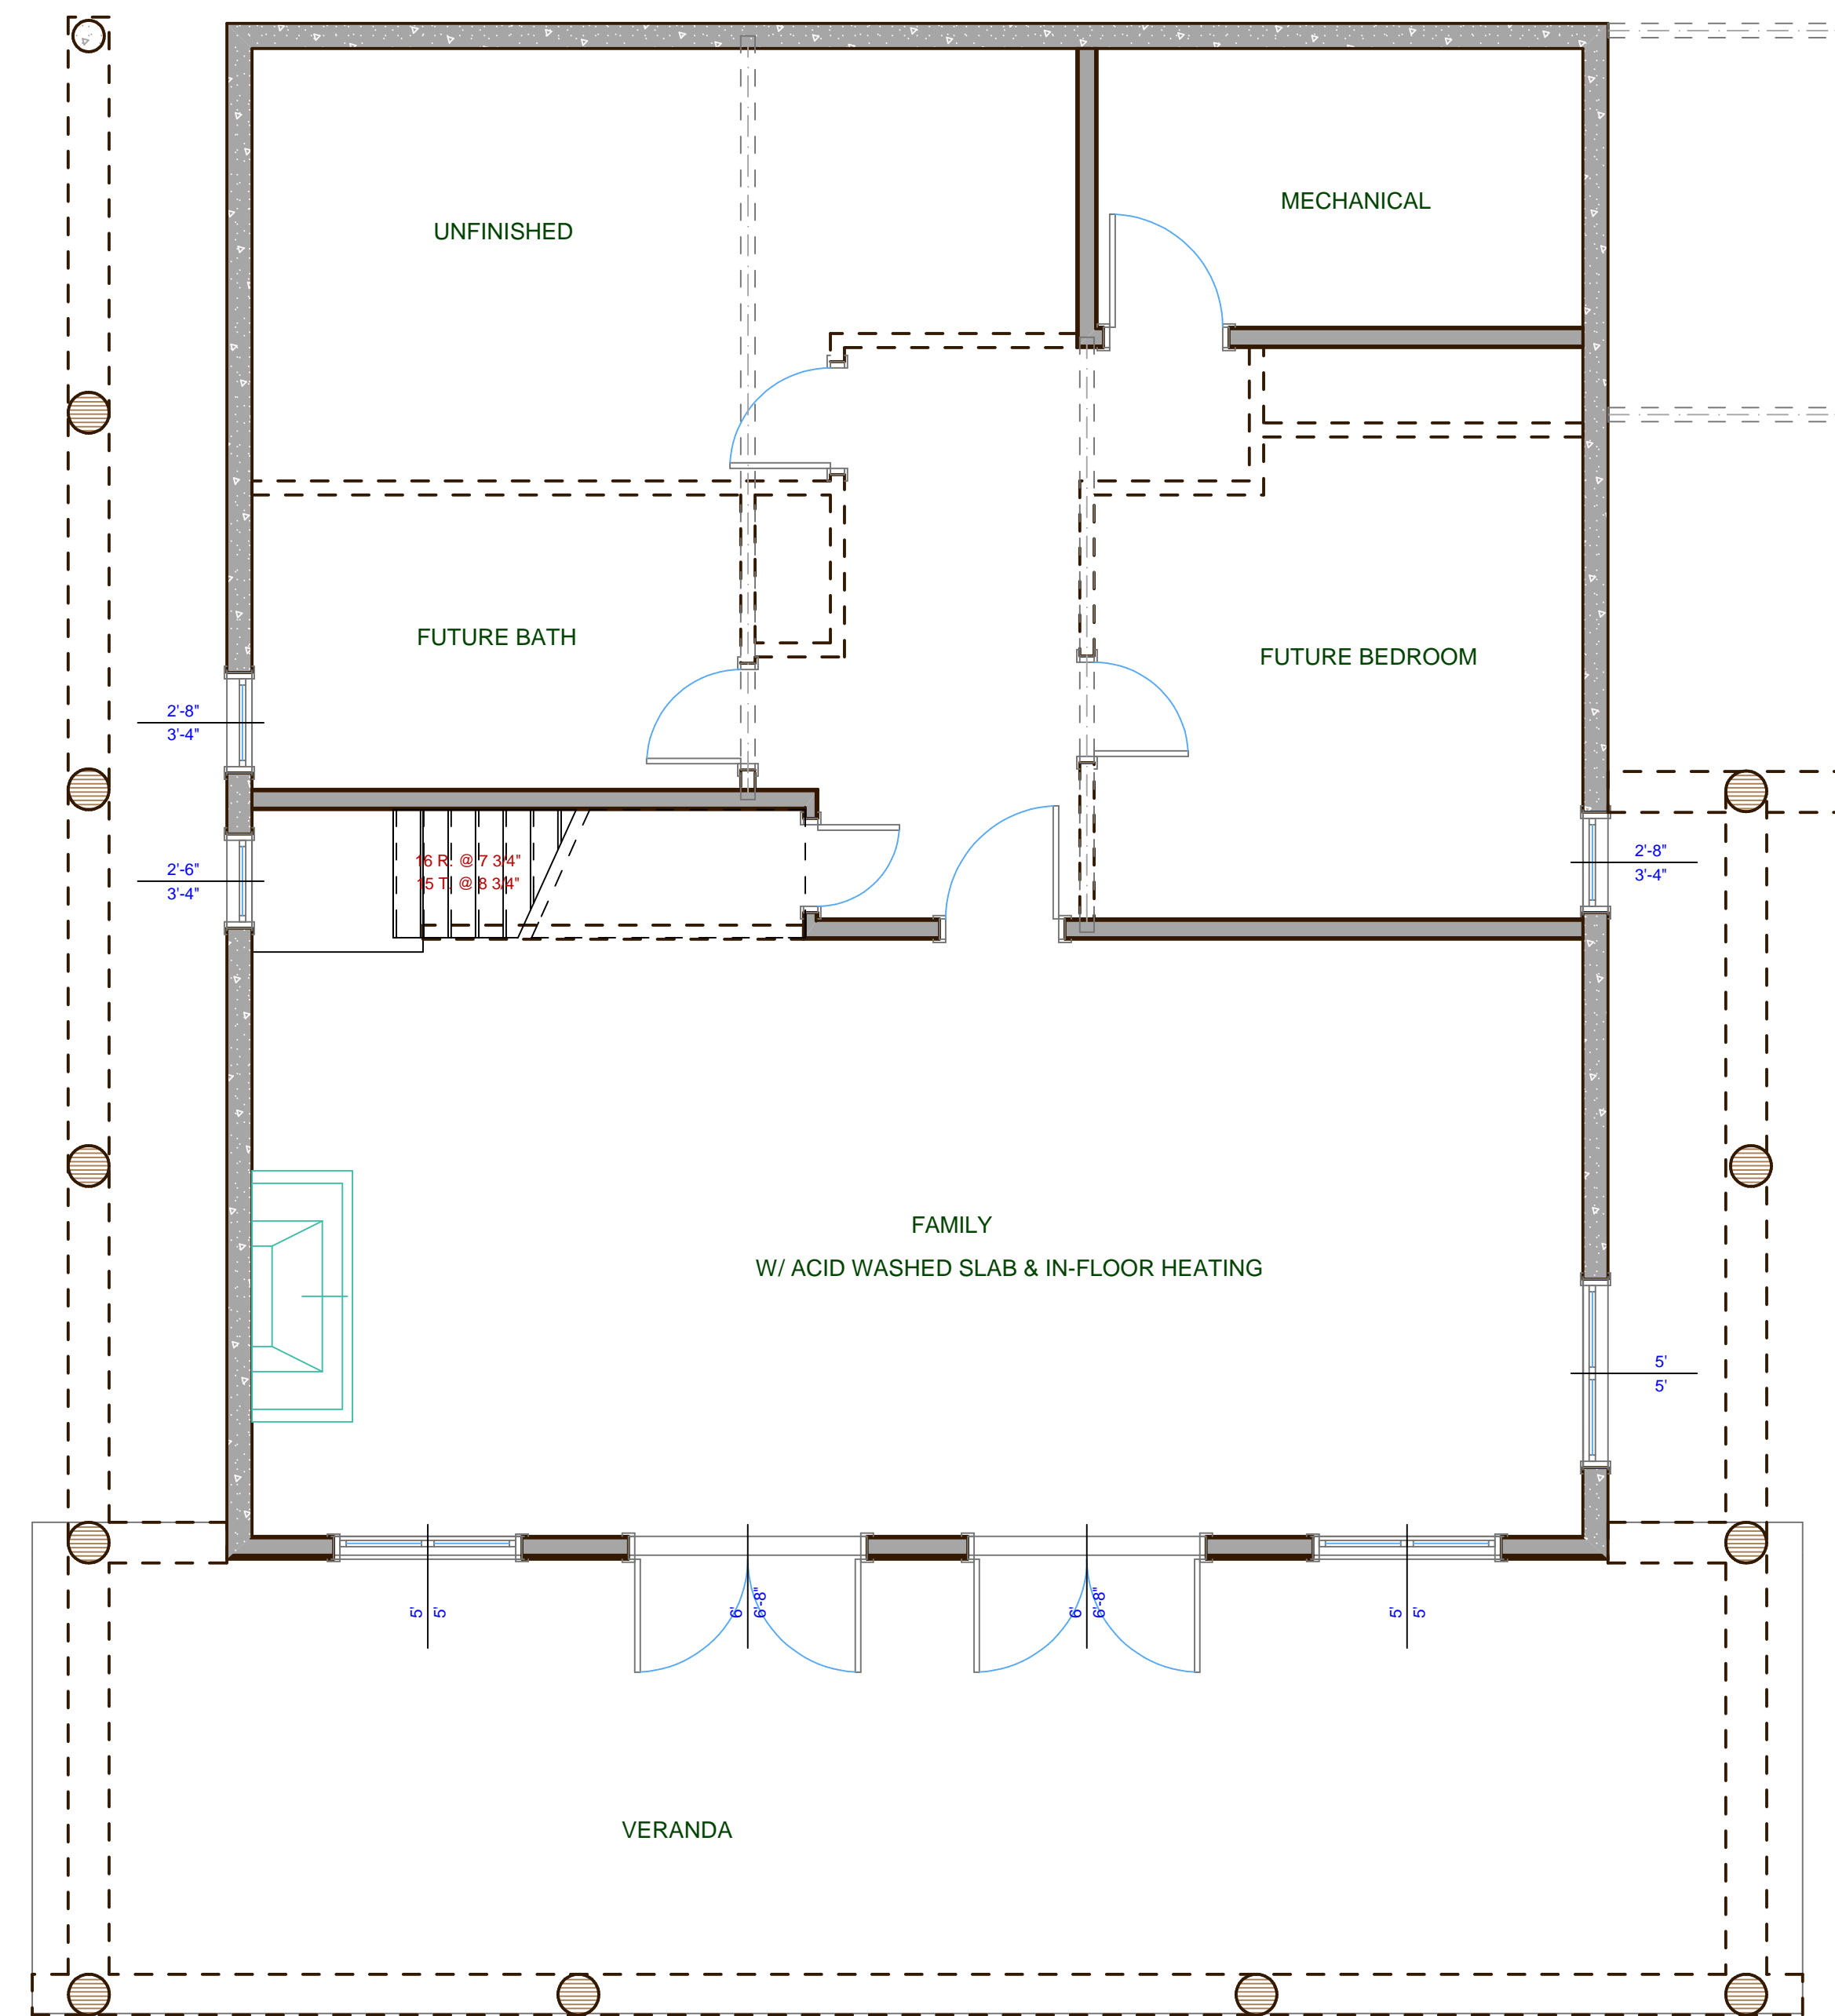 MECHANICAL
UNFINISHED
FUTURE BATH
FUTURE BEDROOM
2'-8"
3'-4"
16 R. @ 7 3/4"
15 T. @ 8 3/4"
2'-6"
3'-4"
2'-8"
3'-4"
FAMILY
W/ ACID WASHED SLAB & IN-FLOOR HEATING
5'
5'
5'
5'
6'
6'-8"
6'
6'-8"
5'
5'
VERANDA